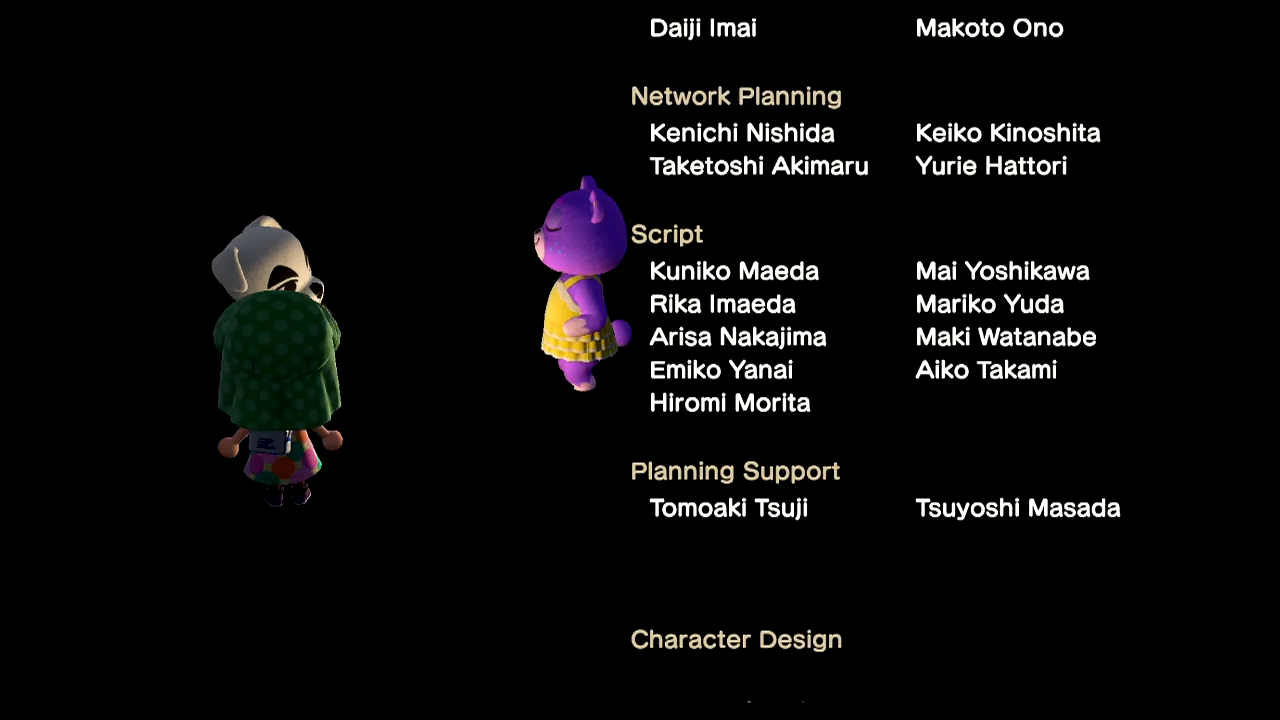 Daiji Imai Makoto Ono
Network Planning
Kenichi Nishida Keiko Kinoshita
Taketoshi Akimaru Yurie Hattori
Script
Kuniko Maeda Mai Yoshikawa
Rika Imaeda Mariko Yuda
Arisa Nakajima Maki Watanabe
Emiko Yanai Aiko Takami
Hiromi Morita
Planning Support
Tomoaki Tsuji Tsuyoshi Masada
Character Design